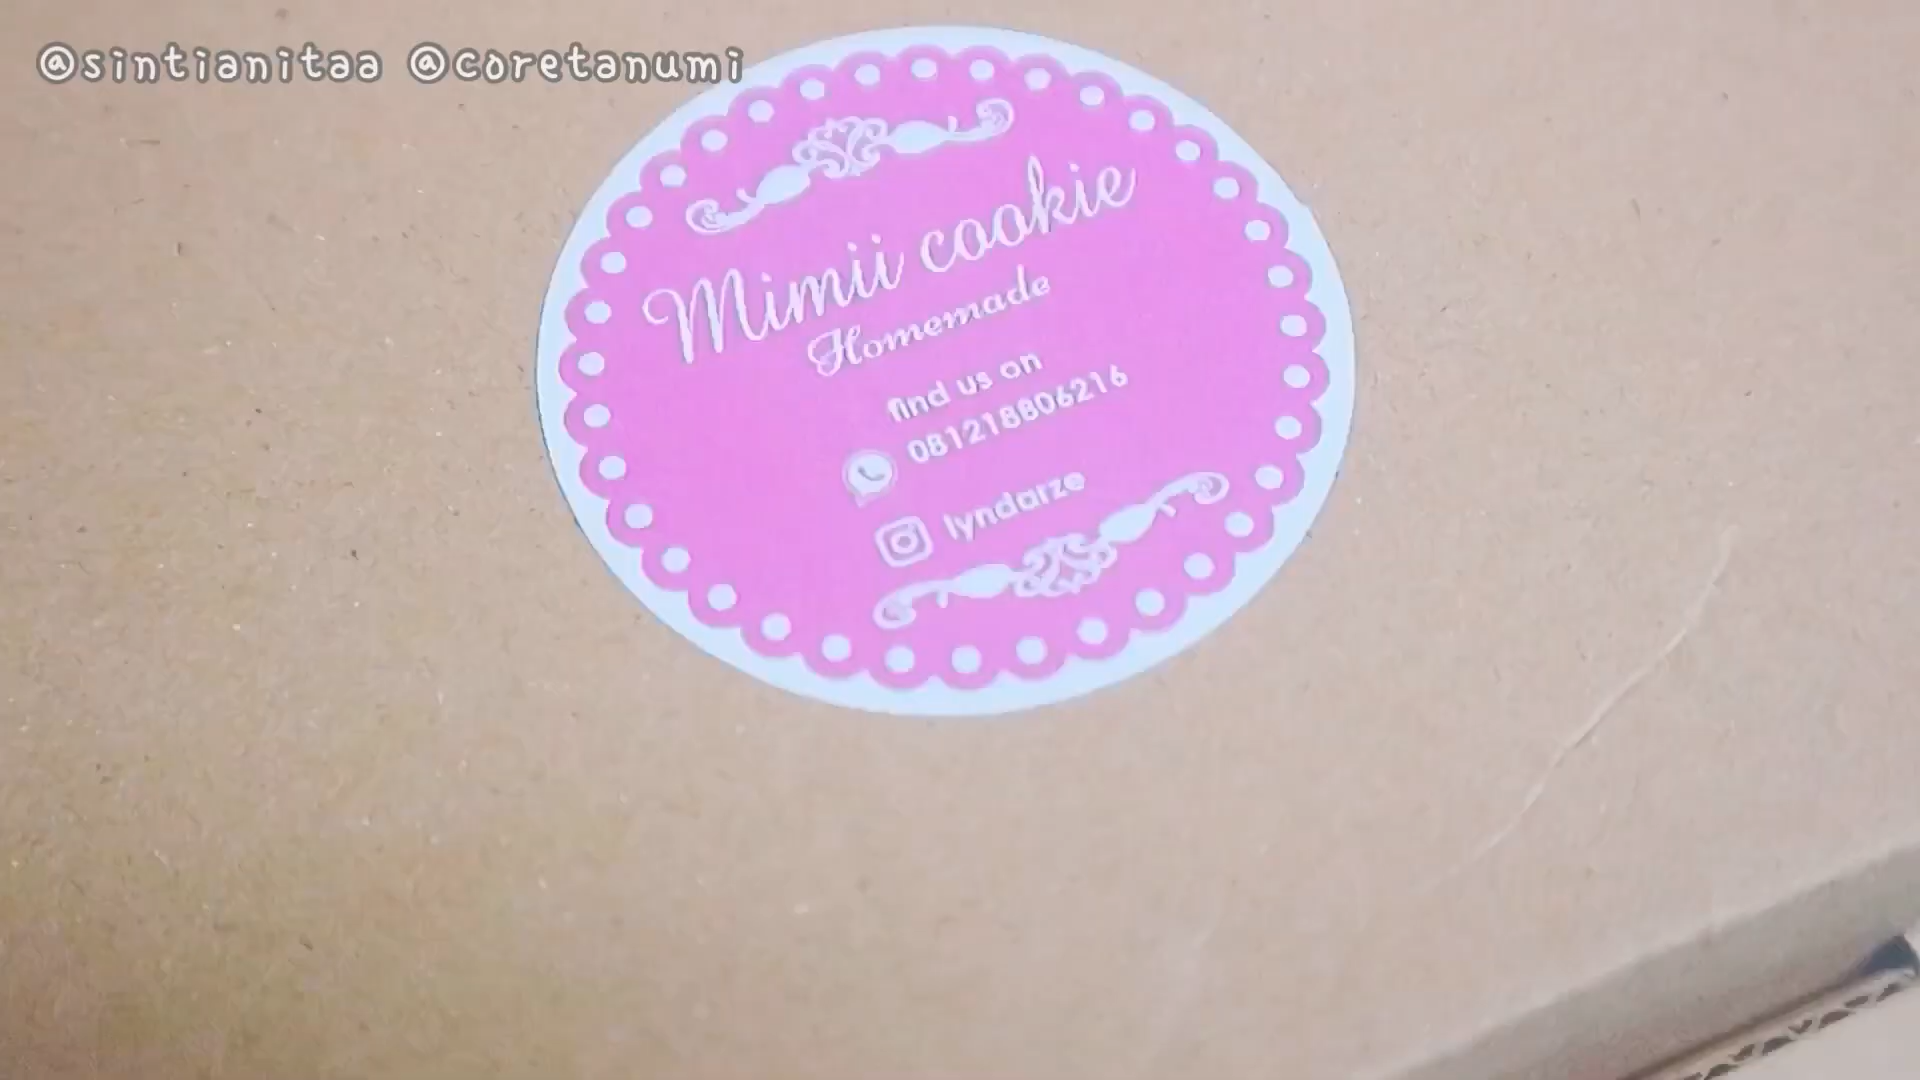 @sintianitaa @coretanumi
Mimii cookie
Homemade
find us on
081218806216
lyndarze